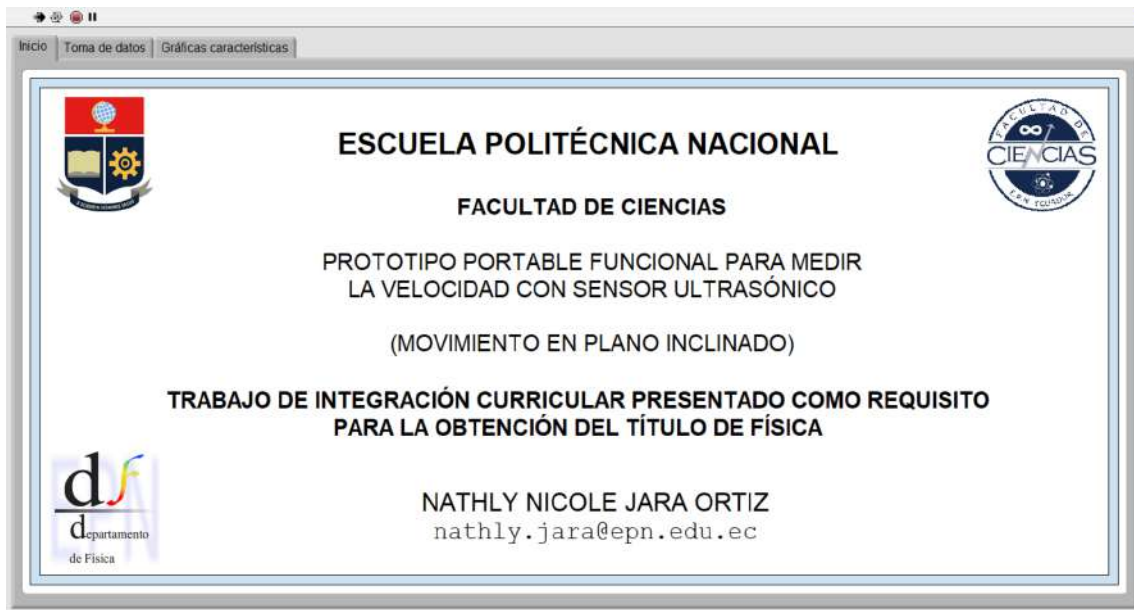 Inicio Toma de datos Gráficas características
ESCUELA POLITÉCNICA NACIONAL
FACULTAD DE
CIENCIAS
E.P.N. ECUADOR
FACULTAD DE CIENCIAS
PROTOTIPO PORTABLE FUNCIONAL PARA MEDIR
LA VELOCIDAD CON SENSOR ULTRASÓNICO
(MOVIMIENTO EN PLANO INCLINADO)
TRABAJO DE INTEGRACIÓN CURRICULAR PRESENTADO COMO REQUISITO
PARA LA OBTENCIÓN DEL TÍTULO DE FÍSICA
df
departamento
de Física
NATHLY NICOLE JARA ORTIZ
nathly.jara@epn.edu.ec